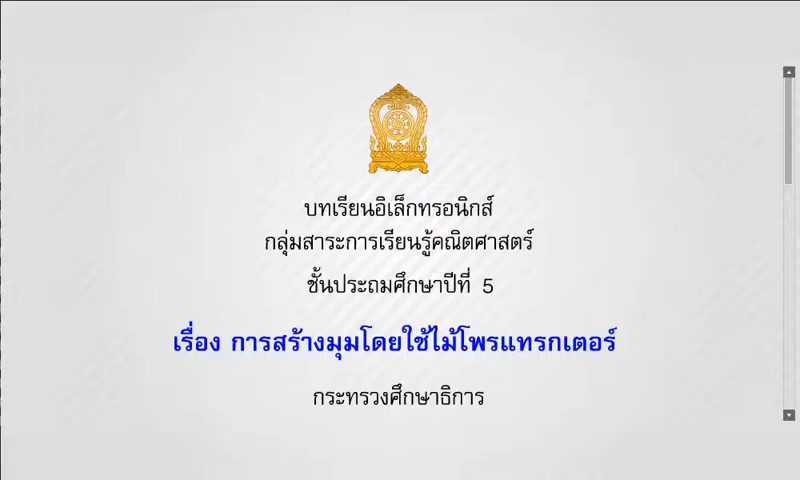 บทเรียนอิเล็กทรอนิกส์
กลุ่มสาระการเรียนรู้คณิตศาสตร์
ชั้นประถมศึกษาปีที่ 5
เรื่อง การสร้างมุมโดยใช้ไม้โพรแทรกเตอร์
กระทรวงศึกษาธิการ